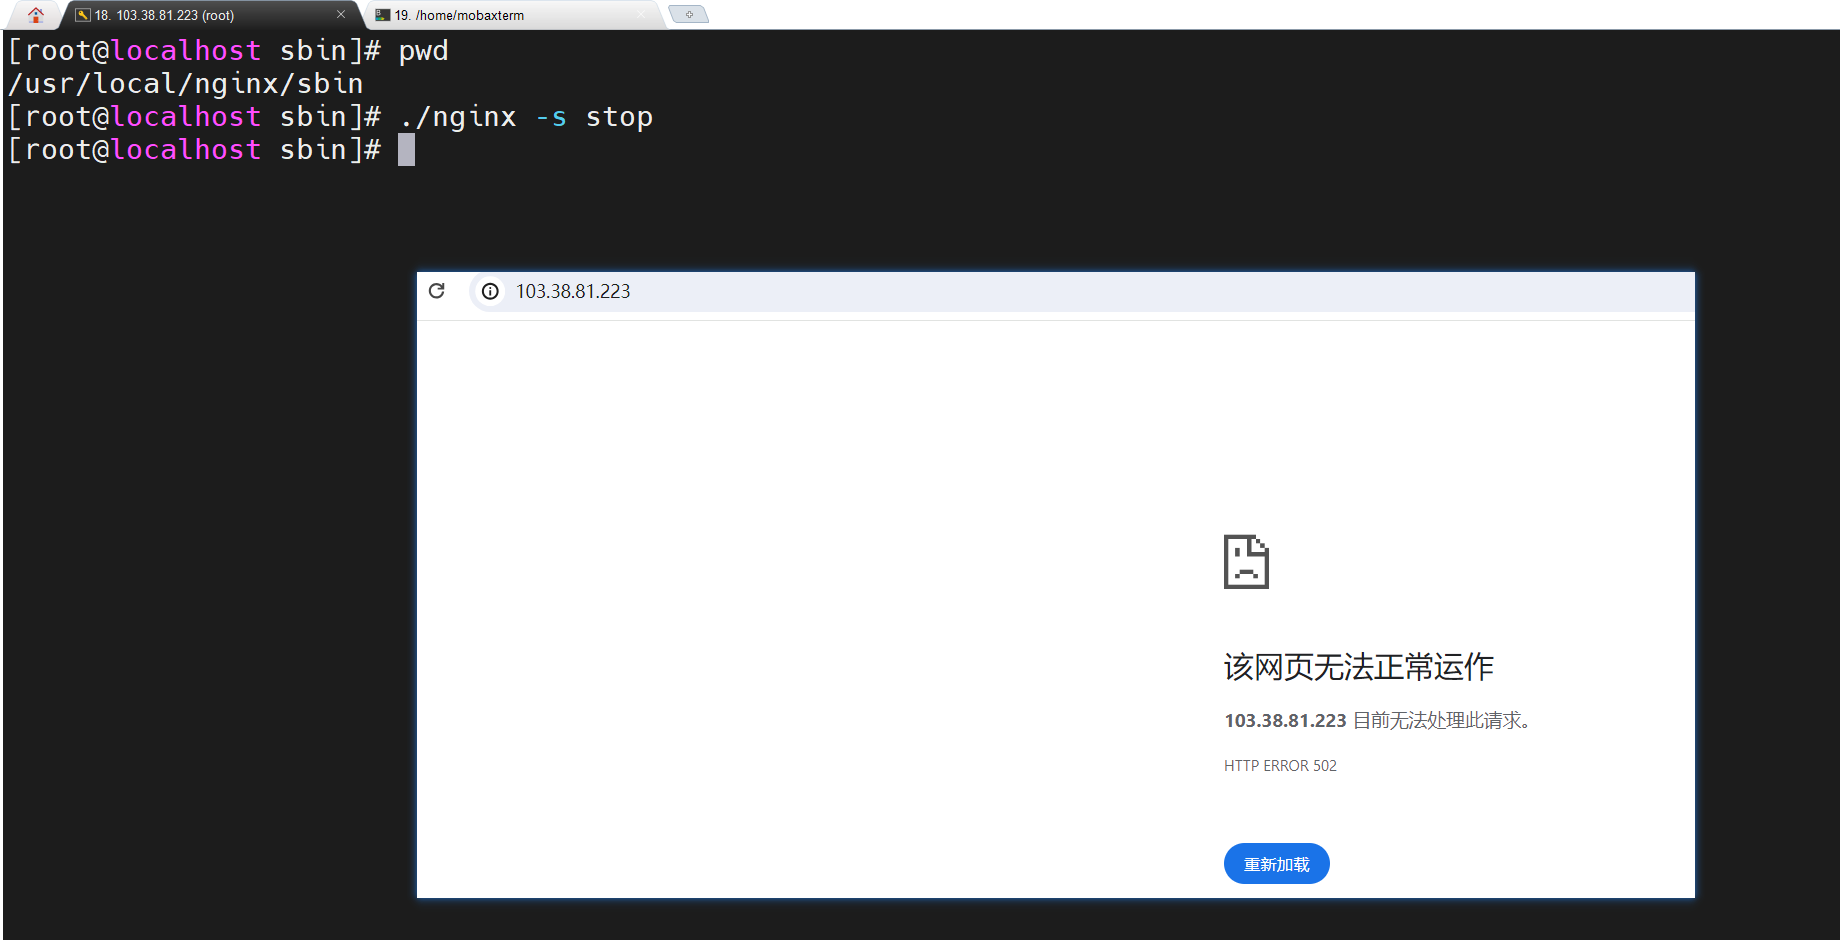 18. 103.38.81.223 (root)
19. /home/mobaxterm
[root@localhost sbin]# pwd
/usr/local/nginx/sbin
[root@localhost sbin]# ./nginx -s stop
[root@localhost sbin]#
103.38.81.223
该网页无法正常运作
103.38.81.223 目前无法处理此请求。
HTTP ERROR 502
重新加载